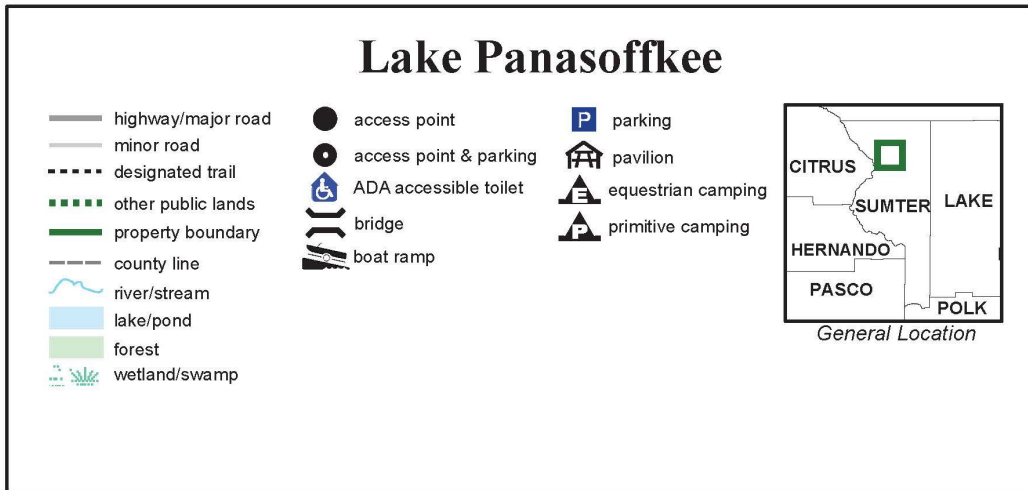 Lake Panasoffkee
highway/major road
minor road
designated trail
other public lands
property boundary
county line
river/stream
lake/pond
forest
wetland/swamp
access point
access point & parking
ADA accessible toilet
bridge
boat ramp
P parking
pavilion
E equestrian camping
P primitive camping
CITRUS
SUMTER
LAKE
HERNANDO
PASCO
POLK
General Location